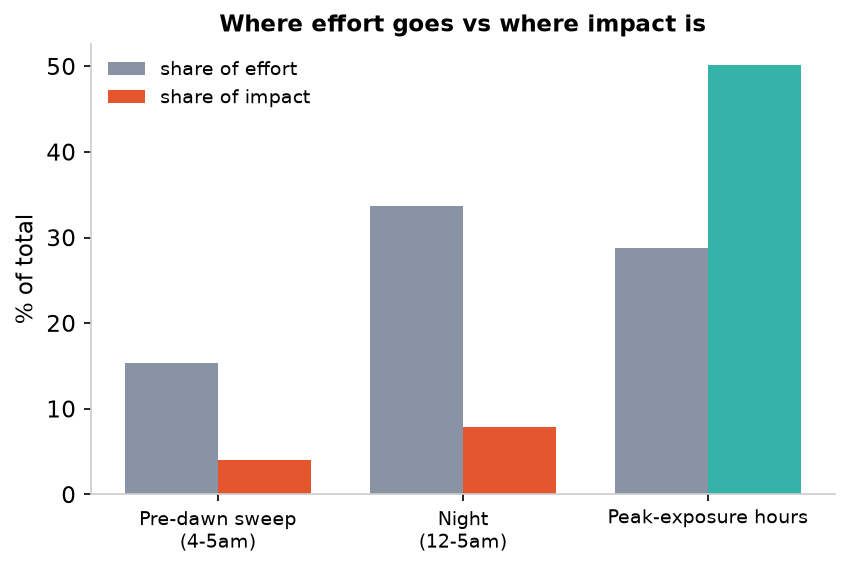 Where effort goes vs where impact is
share of effort
share of impact
% of total
50
40
30
20
10
0
Pre-dawn sweep
(4-5am)
Night
(12-5am)
Peak-exposure hours